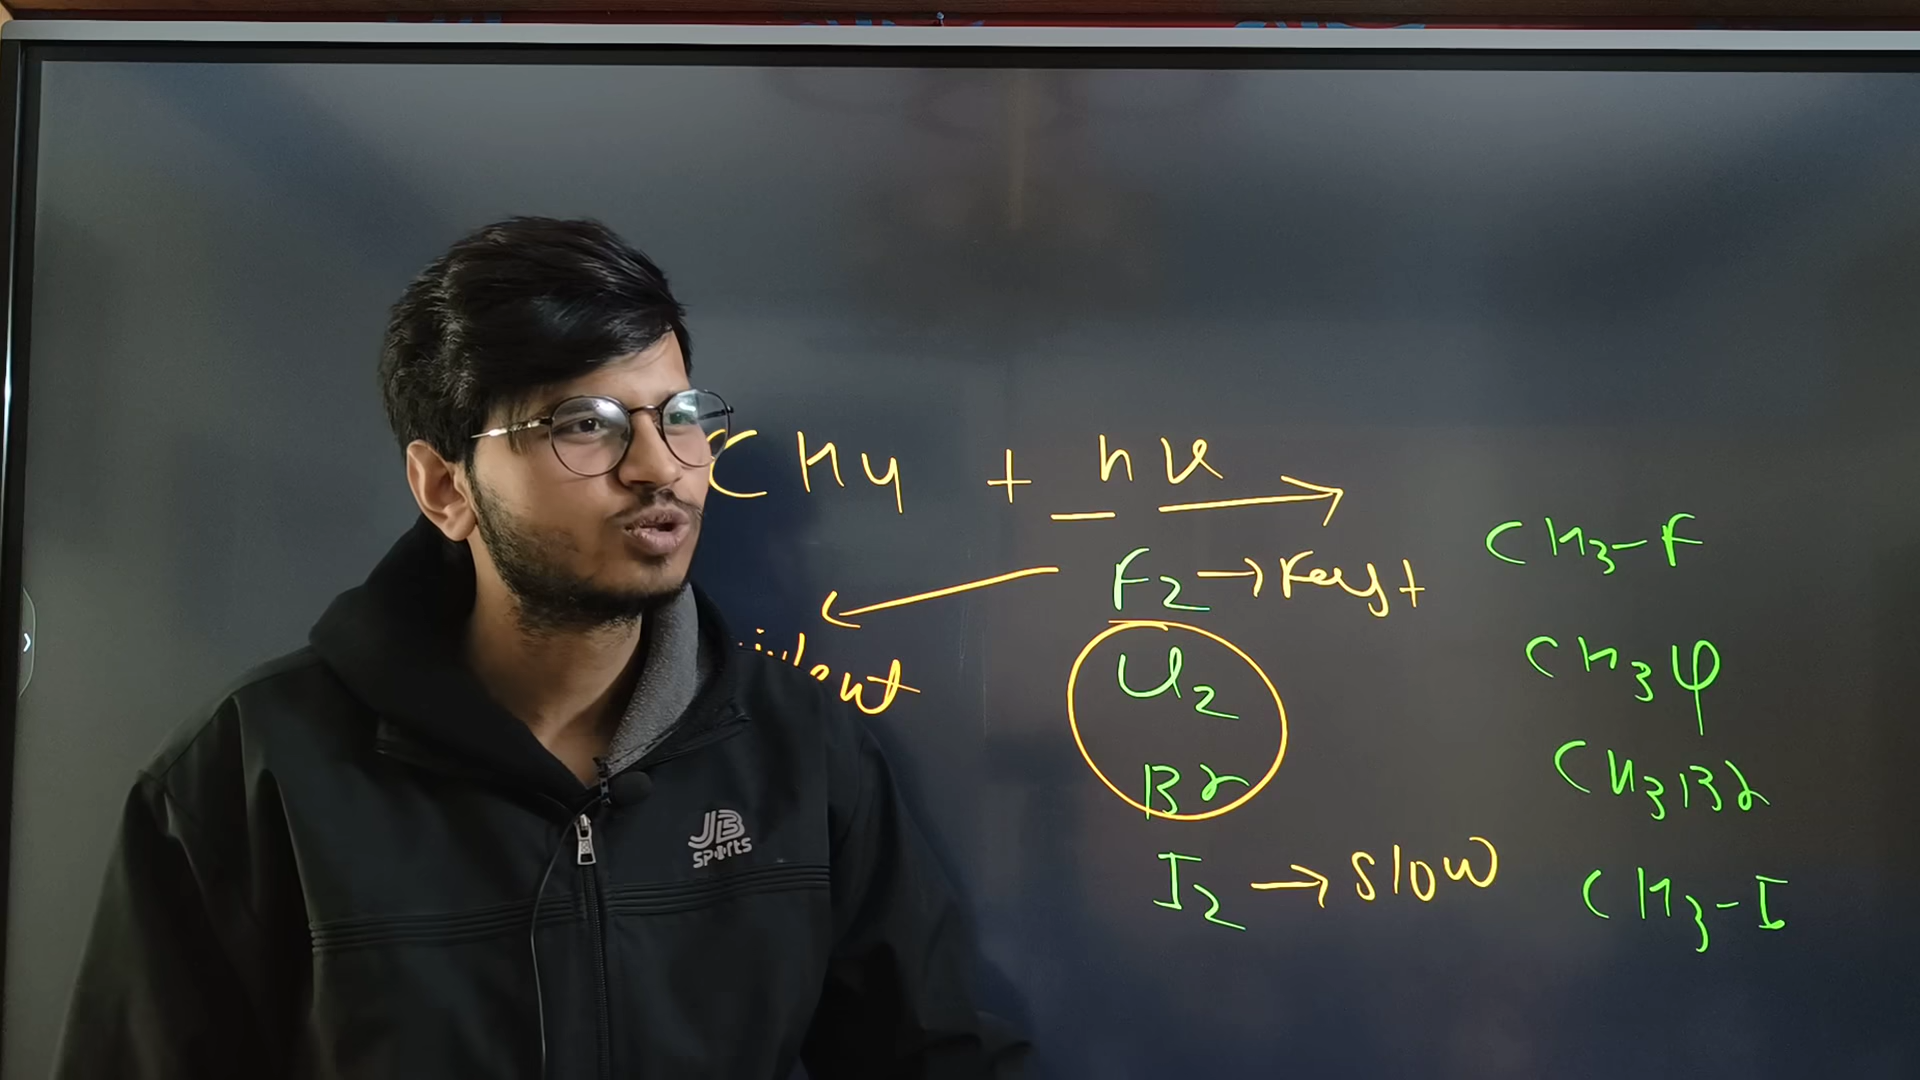 CH4 + hν →
CH3-F
F2 → Fast
CH3Cl
Cl2
CH3Br
Br
I2 → Slow
CH3-I
JB
Sports